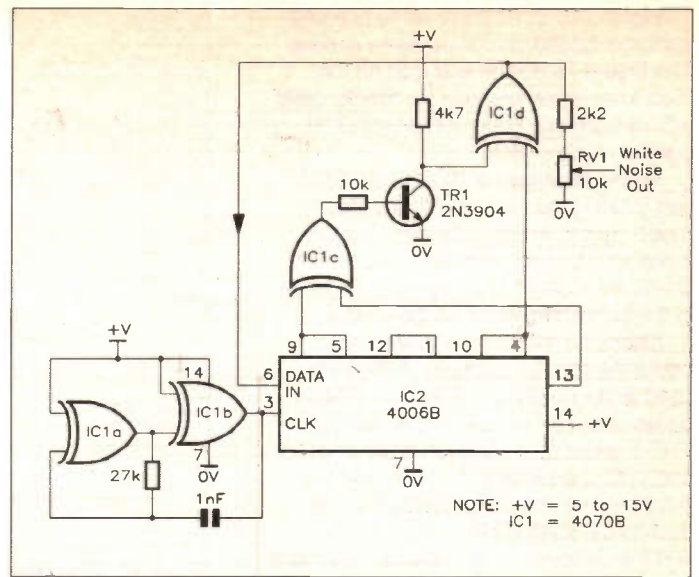 +V
4k7
IC1d
2k2
RV1
10k
White
Noise
Out
0V
10k
TR1
2N3904
0V
IC1c
+V
14
IC1a
IC1b
7
0V
27k
1nF
9 5 12 1 10 4
6 DATA
IN
3 CLK
IC2
4006B
13
14 +V
7
0V
NOTE: +V = 5 to 15V
IC1 = 4070B